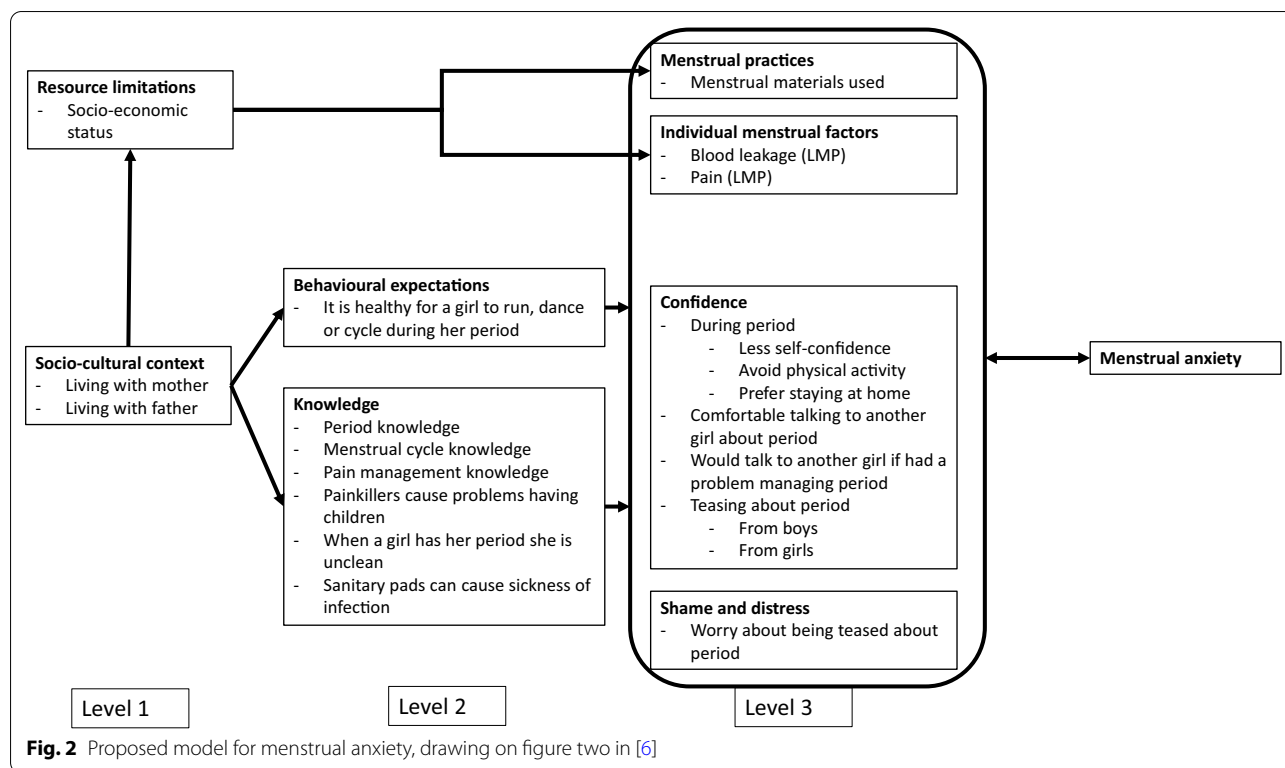 Resource limitations
- Socio-economic
status
Socio-cultural context
- Living with mother
- Living with father
Behavioural expectations
- It is healthy for a girl to run, dance
or cycle during her period
Knowledge
- Period knowledge
- Menstrual cycle knowledge
- Pain management knowledge
- Painkillers cause problems having
children
- When a girl has her period she is
unclean
- Sanitary pads can cause sickness of
infection
Menstrual practices
- Menstrual materials used
Individual menstrual factors
- Blood leakage (LMP)
- Pain (LMP)
Confidence
- During period
- Less self-confidence
- Avoid physical activity
- Prefer staying at home
- Comfortable talking to another
girl about period
- Would talk to another girl if had a
problem managing period
- Teasing about period
- From boys
- From girls
Shame and distress
- Worry about being teased about
period
Menstrual anxiety
Level 1
Level 2
Level 3
Fig. 2 Proposed model for menstrual anxiety, drawing on figure two in [6]